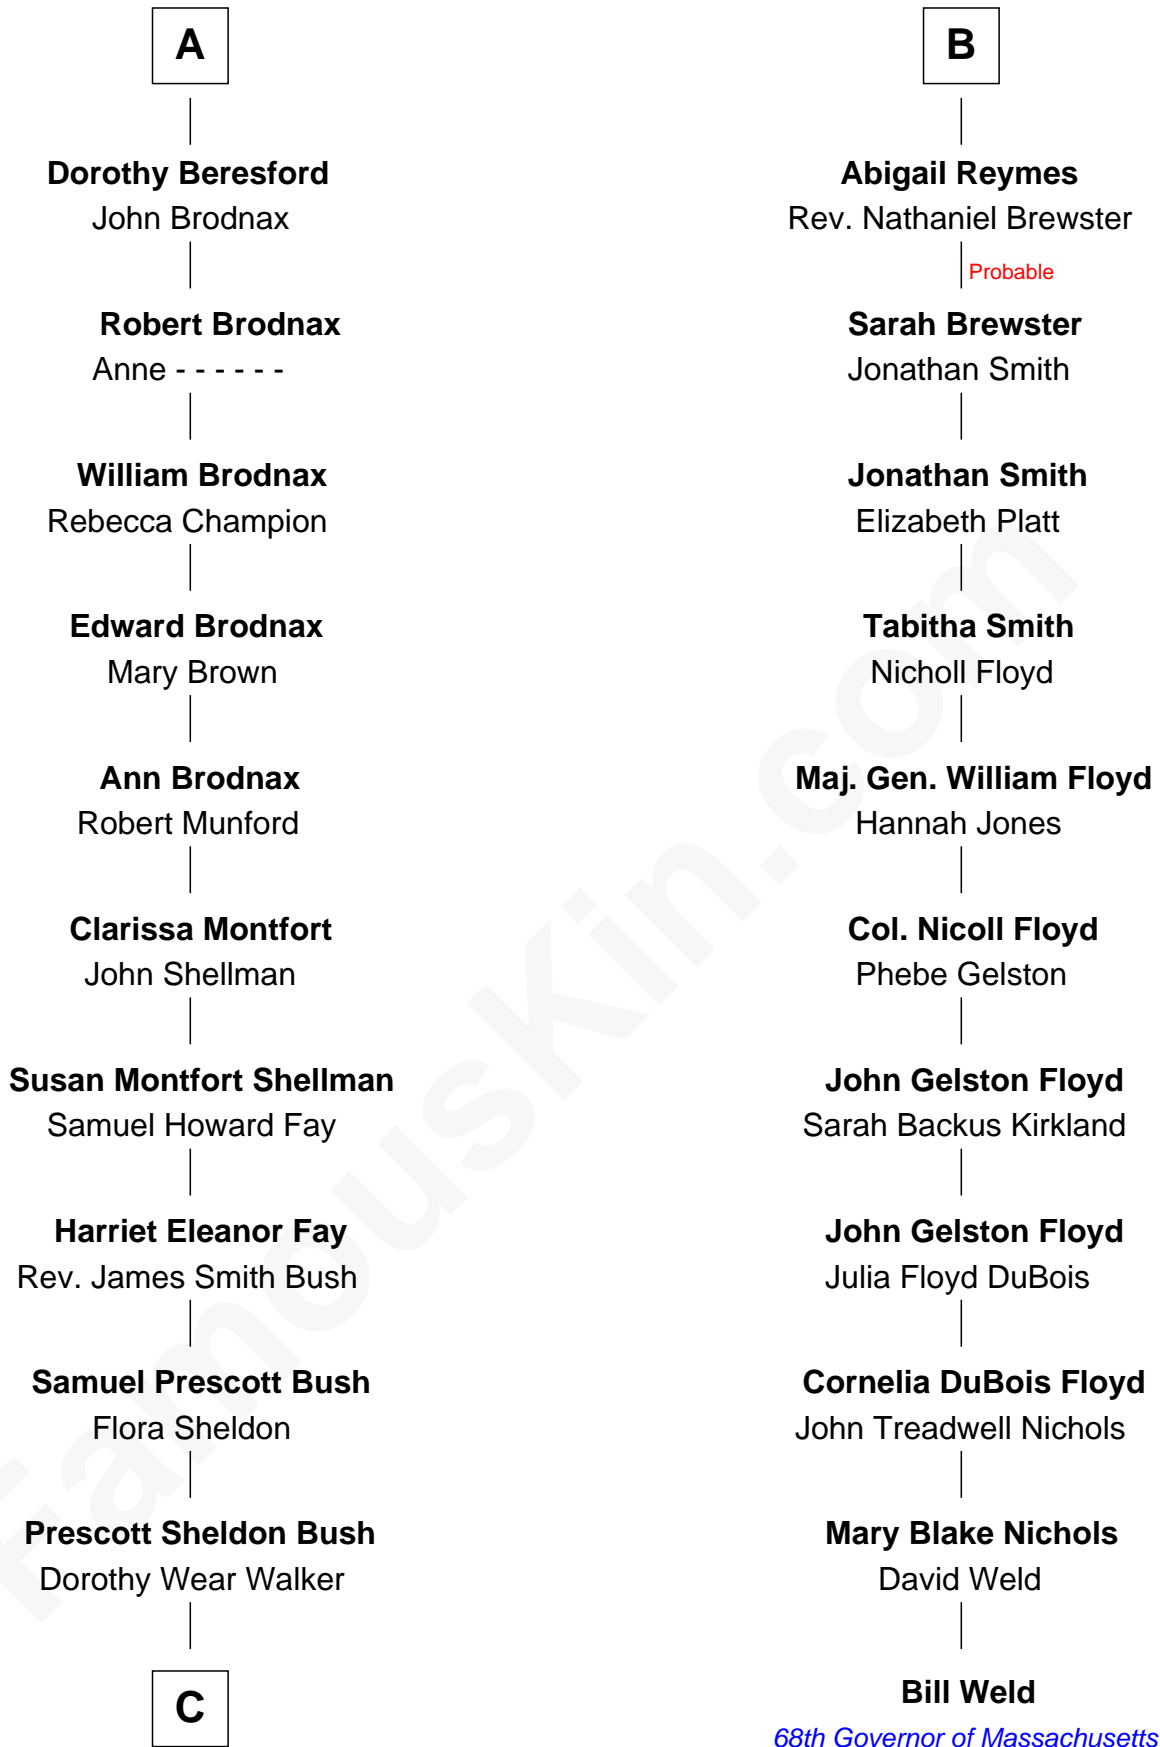 A
Dorothy Beresford
John Brodnax
Robert Brodnax
Anne - - - - - -
William Brodnax
Rebecca Champion
Edward Brodnax
Mary Brown
Ann Brodnax
Robert Munford
Clarissa Montfort
John Shellman
Susan Montfort Shellman
Samuel Howard Fay
Harriet Eleanor Fay
Rev. James Smith Bush
Samuel Prescott Bush
Flora Sheldon
Prescott Sheldon Bush
Dorothy Wear Walker
C
B
Abigail Reymes
Rev. Nathaniel Brewster
Probable
Sarah Brewster
Jonathan Smith
Jonathan Smith
Elizabeth Platt
Tabitha Smith
Nicholl Floyd
Maj. Gen. William Floyd
Hannah Jones
Col. Nicoll Floyd
Phebe Gelston
John Gelston Floyd
Sarah Backus Kirkland
John Gelston Floyd
Julia Floyd DuBois
Cornelia DuBois Floyd
John Treadwell Nichols
Mary Blake Nichols
David Weld
Bill Weld
68th Governor of Massachusetts
FamousKin.com